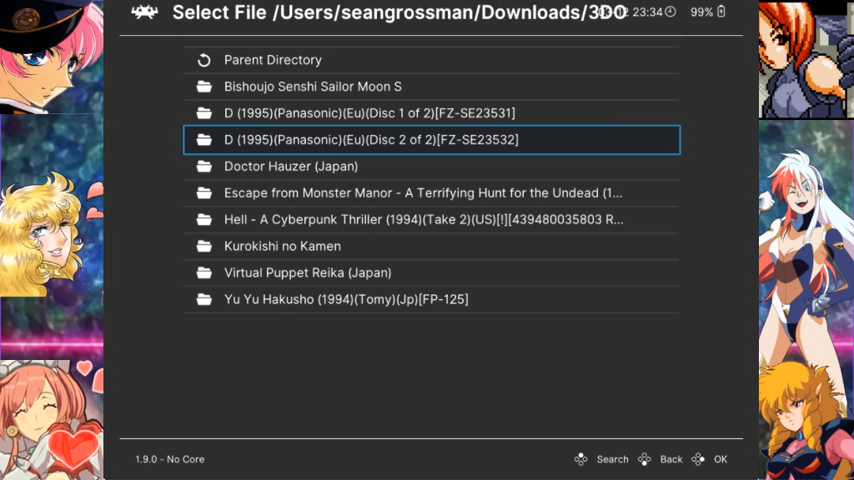 Select File /Users/seangrossman/Downloads/3DO
12 23:34
99%
Parent Directory
Bishoujo Senshi Sailor Moon S
D (1995)(Panasonic)(Eu)(Disc 1 of 2)[FZ-SE23531]
D (1995)(Panasonic)(Eu)(Disc 2 of 2)[FZ-SE23532]
Doctor Hauzer (Japan)
Escape from Monster Manor - A Terrifying Hunt for the Undead (1...
Hell - A Cyberpunk Thriller (1994)(Take 2)(US)[!][439480035803 R...
Kurokishi no Kamen
Virtual Puppet Reika (Japan)
Yu Yu Hakusho (1994)(Tomy)(Jp)[FP-125]
1.9.0 - No Core
Search Back OK